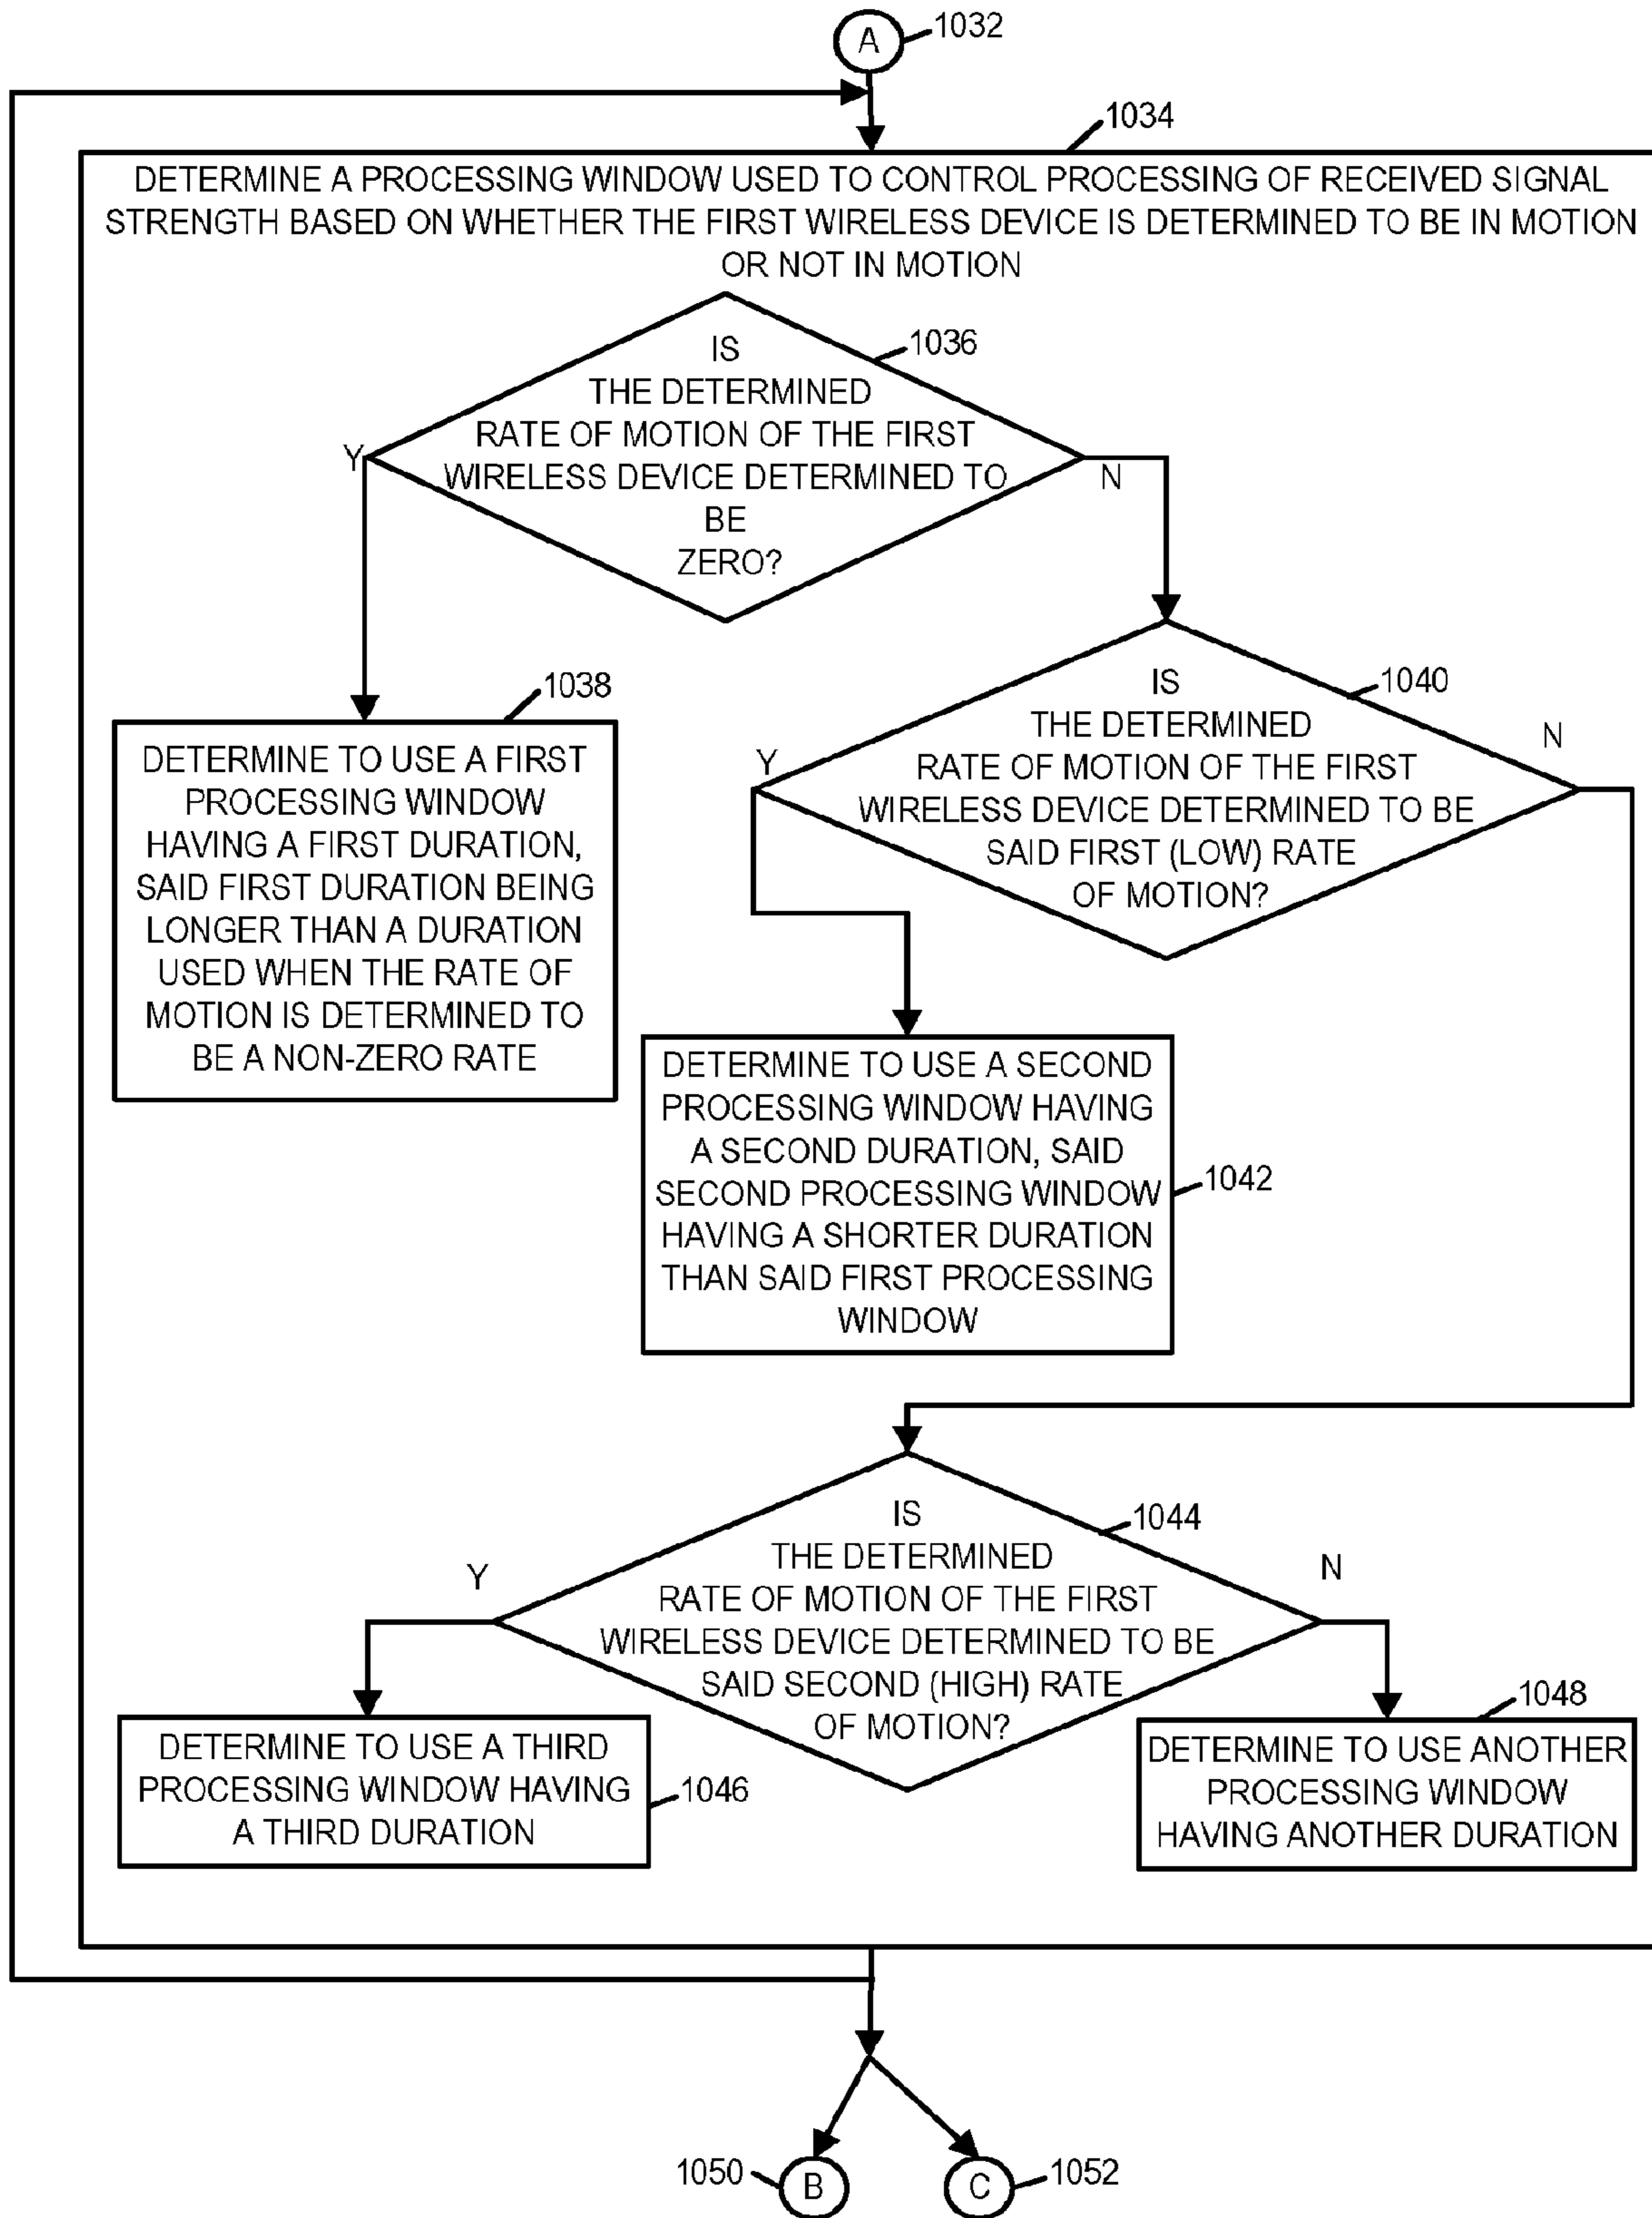 A
1032
1034
DETERMINE A PROCESSING WINDOW USED TO CONTROL PROCESSING OF RECEIVED SIGNAL
STRENGTH BASED ON WHETHER THE FIRST WIRELESS DEVICE IS DETERMINED TO BE IN MOTION
OR NOT IN MOTION
IS
THE DETERMINED
RATE OF MOTION OF THE FIRST
WIRELESS DEVICE DETERMINED TO
BE
ZERO?
1036
Y
N
1038
DETERMINE TO USE A FIRST
PROCESSING WINDOW
HAVING A FIRST DURATION,
SAID FIRST DURATION BEING
LONGER THAN A DURATION
USED WHEN THE RATE OF
MOTION IS DETERMINED TO
BE A NON-ZERO RATE
IS
THE DETERMINED
RATE OF MOTION OF THE FIRST
WIRELESS DEVICE DETERMINED TO BE
SAID FIRST (LOW) RATE
OF MOTION?
1040
Y
N
DETERMINE TO USE A SECOND
PROCESSING WINDOW HAVING
A SECOND DURATION, SAID
SECOND PROCESSING WINDOW
HAVING A SHORTER DURATION
THAN SAID FIRST PROCESSING
WINDOW
1042
IS
THE DETERMINED
RATE OF MOTION OF THE FIRST
WIRELESS DEVICE DETERMINED TO BE
SAID SECOND (HIGH) RATE
OF MOTION?
1044
Y
N
DETERMINE TO USE A THIRD
PROCESSING WINDOW HAVING
A THIRD DURATION
1046
1048
DETERMINE TO USE ANOTHER
PROCESSING WINDOW
HAVING ANOTHER DURATION
1050
B
C
1052